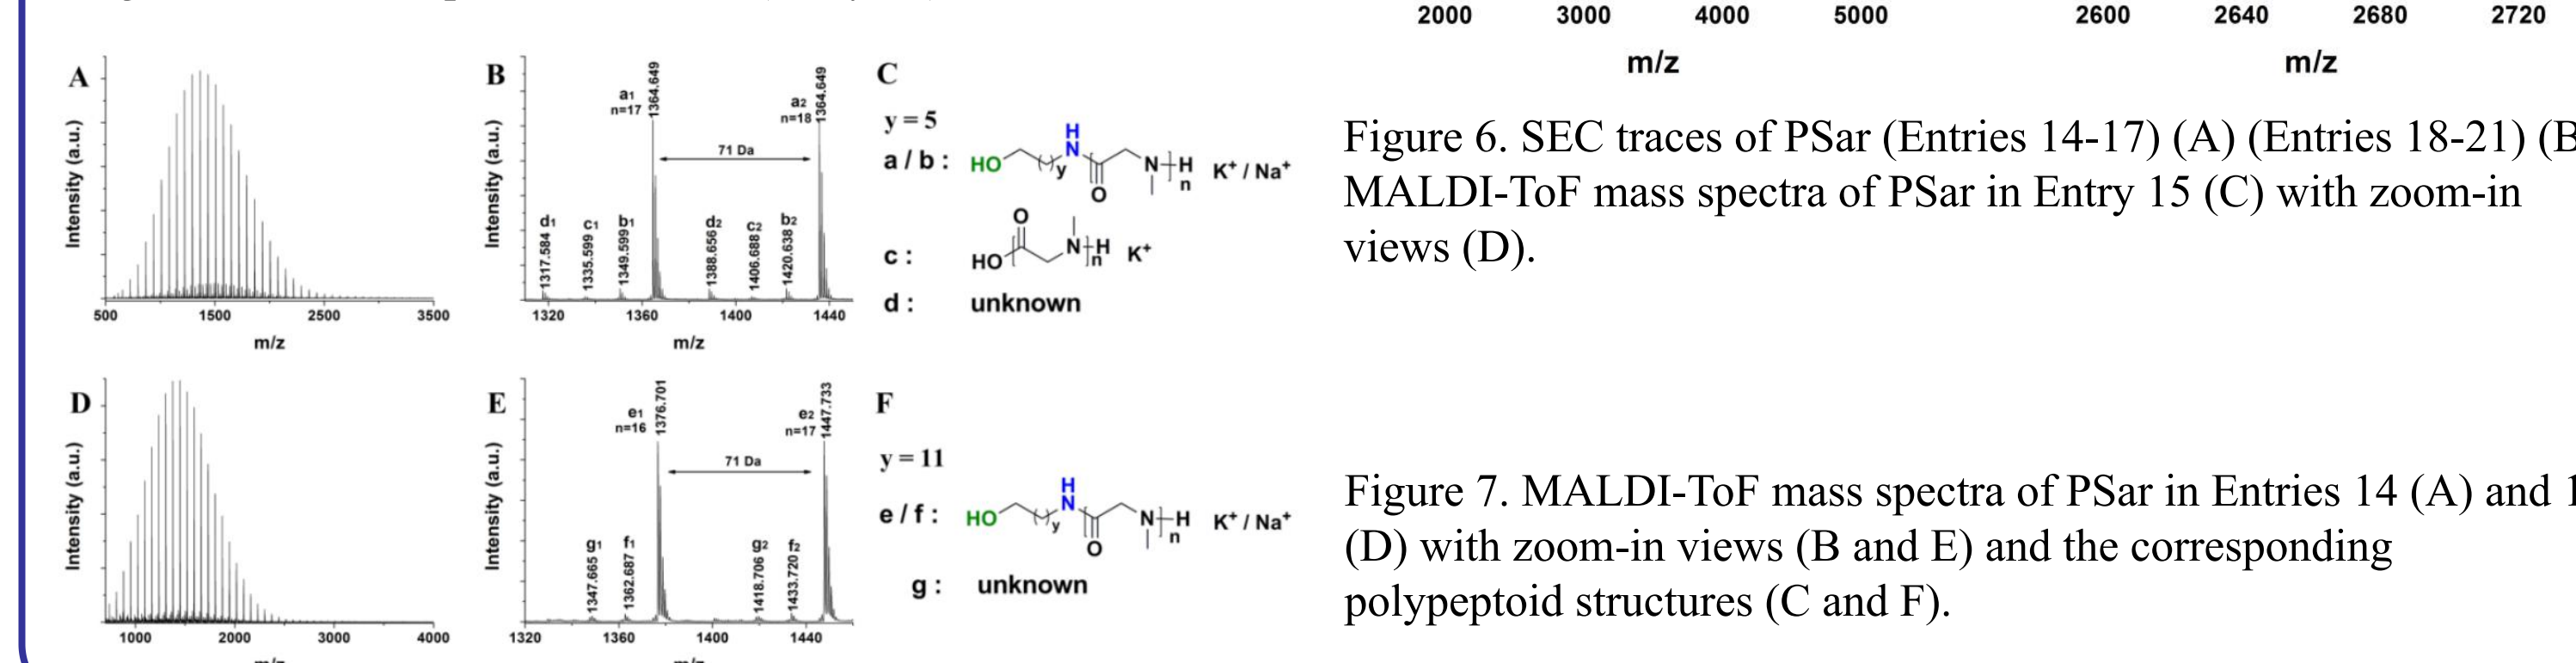 2000 3000 4000 5000 2600 2640 2680 2720
m/z m/z
A
Intensity (a.u.)
500 1500 2500 3500
m/z
B
Intensity (a.u.)
a1
n=17
1364.649
a2
n=18
1364.649
71 Da
1317.584 d1
1335.599 c1
1349.599 b1
1388.656 d2
1406.688 c2
1420.638 b2
1320 1360 1400 1440
m/z
C
y = 5
a / b : HO y H N O N H n K+ / Na+
c : HO O N H n K+
d : unknown
Figure 6. SEC traces of PSar (Entries 14-17) (A) (Entries 18-21) (B
MALDI-ToF mass spectra of PSar in Entry 15 (C) with zoom-in
views (D).
D
Intensity (a.u.)
1000 2000 3000 4000
m/z
E
Intensity (a.u.)
e1
n=16
1376.701
e2
n=17
1447.733
71 Da
1347.665 g1
1362.687 f1
1418.706 g2
1433.720 f2
1320 1360 1400 1440
m/z
F
y = 11
e / f : HO y H N O N H n K+ / Na+
g : unknown
Figure 7. MALDI-ToF mass spectra of PSar in Entries 14 (A) and 1
(D) with zoom-in views (B and E) and the corresponding
polypeptoid structures (C and F).